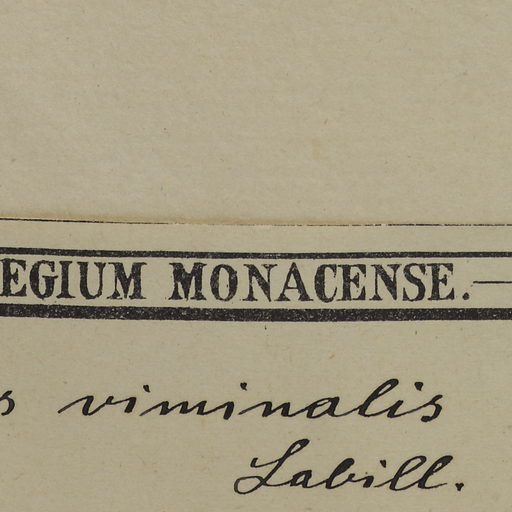 EGIUM MONACENSE.—
s viminalis
Labill.